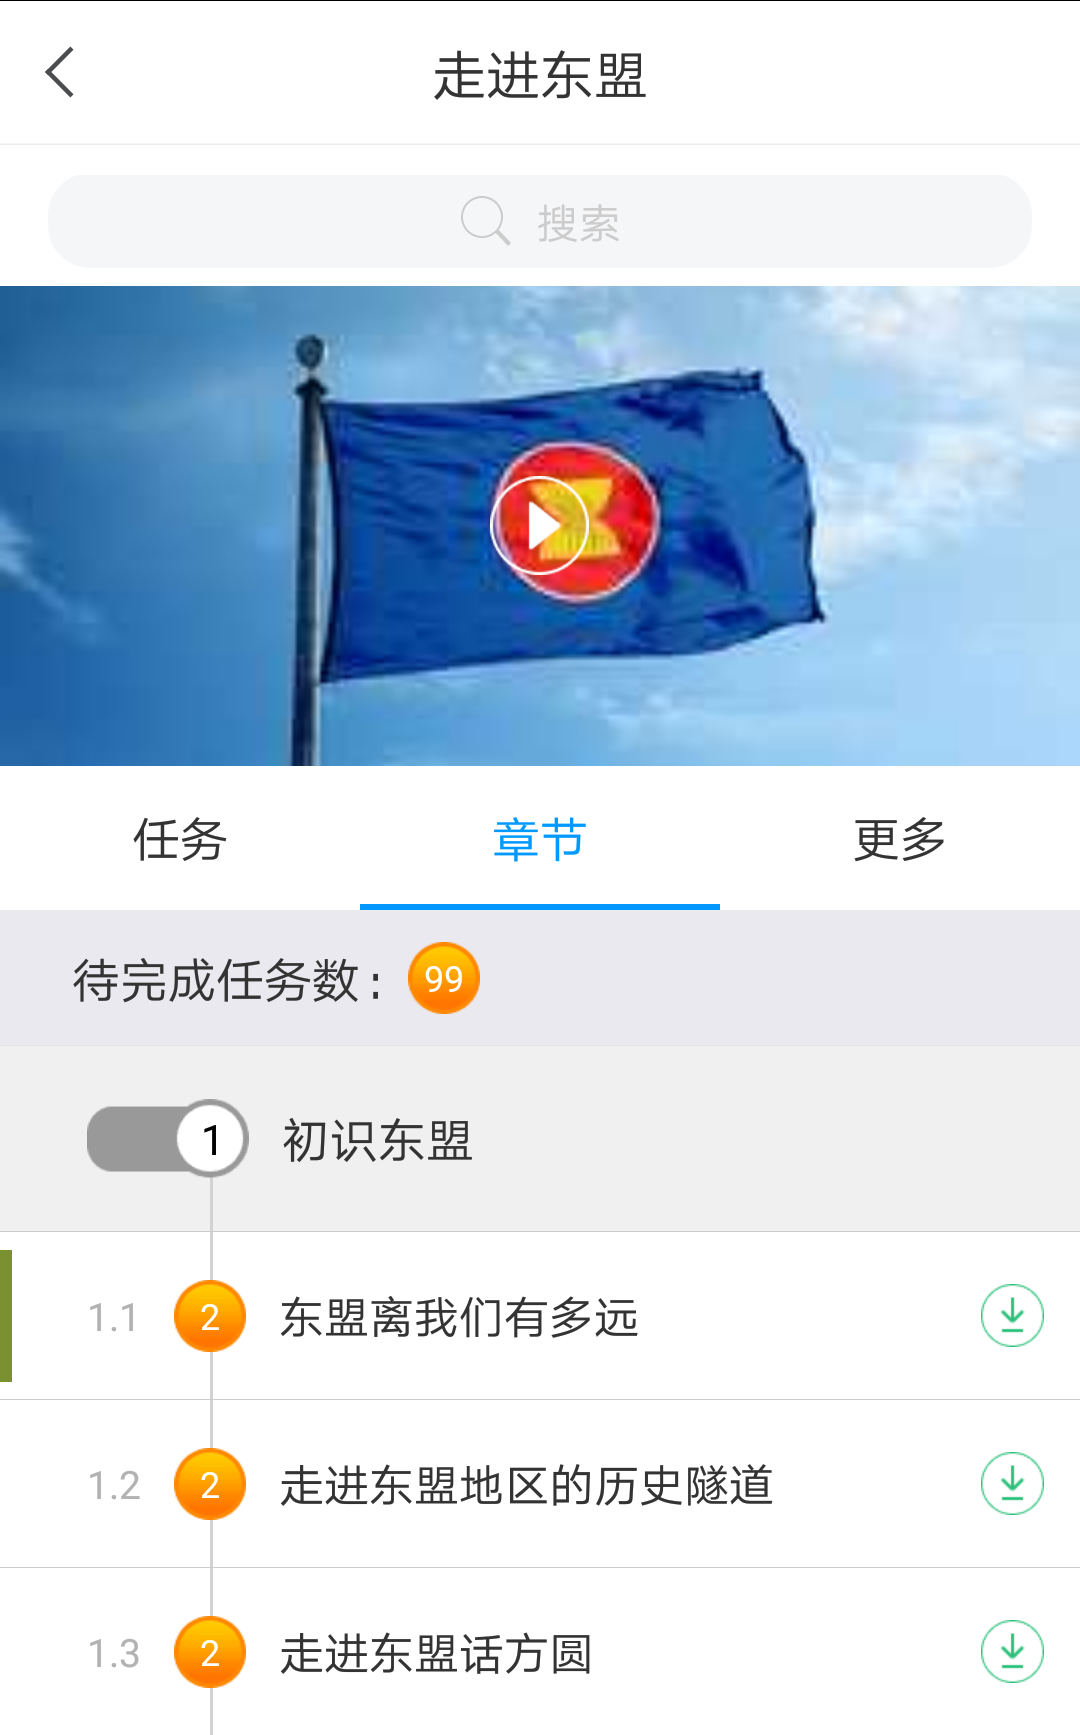 走进东盟
搜索
任务 章节 更多
待完成任务数: 99
1 初识东盟
1.1 2 东盟离我们有多远
1.2 2 走进东盟地区的历史隧道
1.3 2 走进东盟话方圆